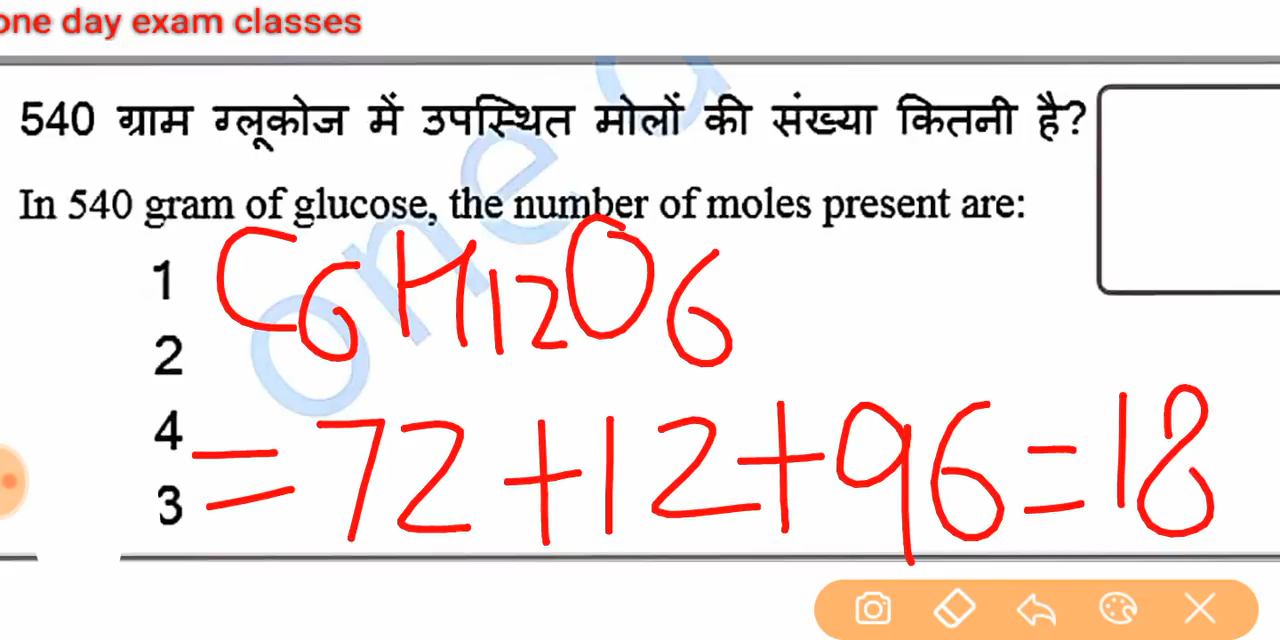 one day exam classes
540 ग्राम ग्लूकोज में उपस्थित मोलों की संख्या कितनी है?
In 540 gram of glucose, the number of moles present are:
1
C6H12O6
2
4
= 72 + 12 + 96 = 18
3
one d